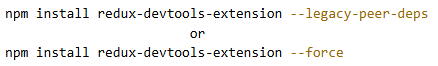 npm install redux-devtools-extension --legacy-peer-deps
or
npm install redux-devtools-extension --force